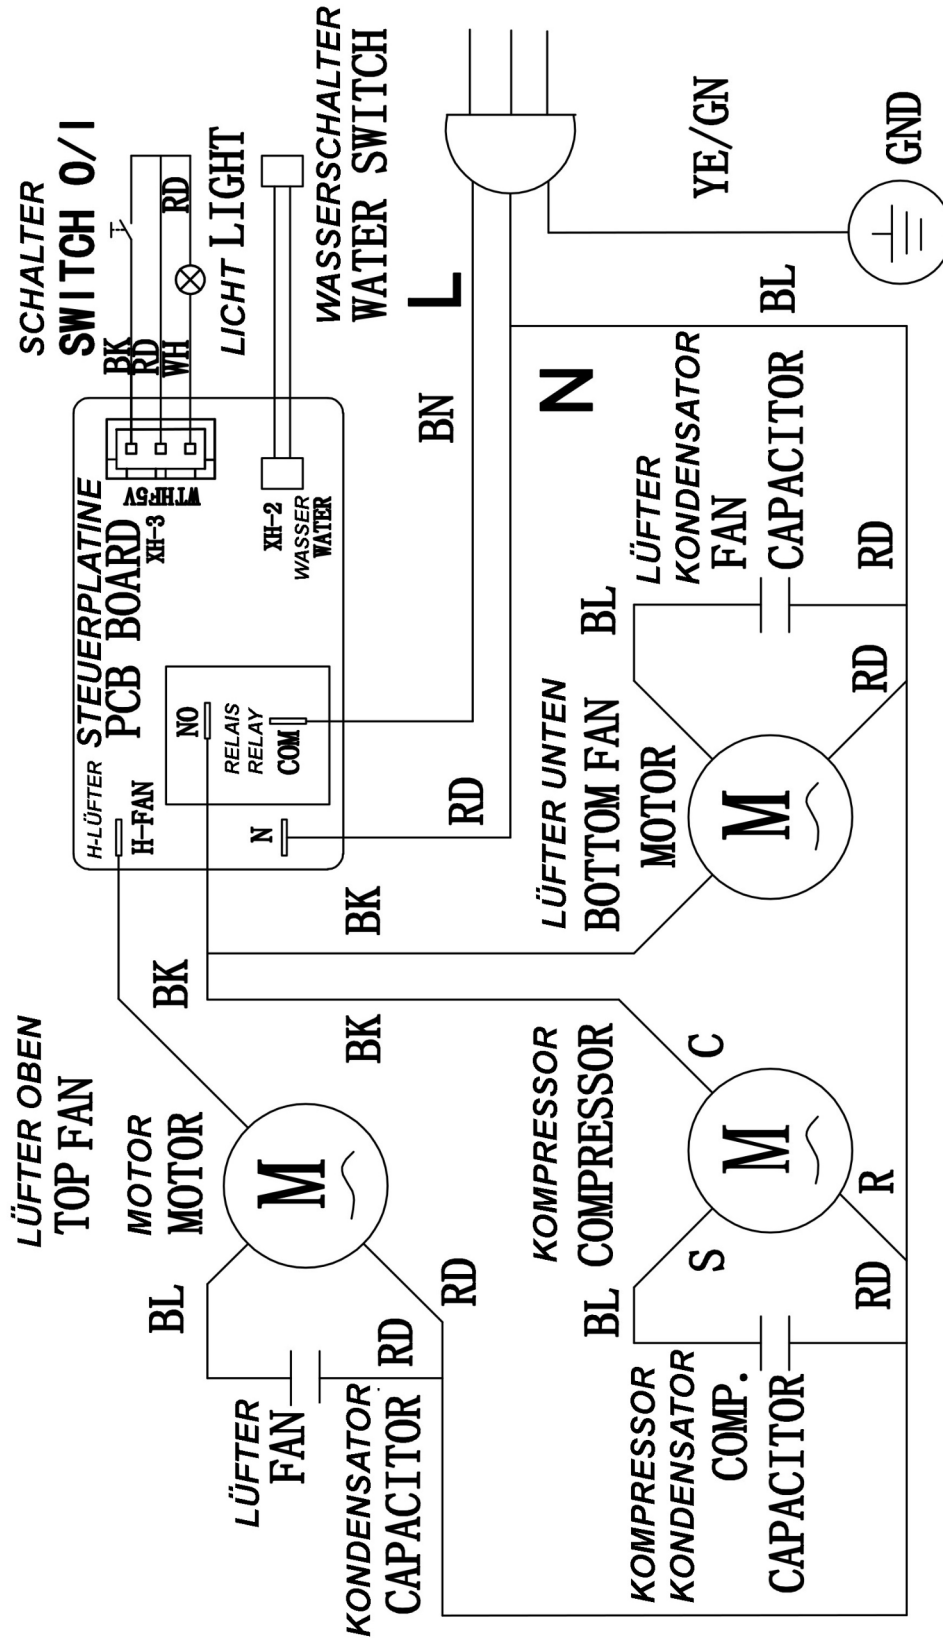 LÜFTER OBEN
TOP FAN
MOTOR
MOTOR
BL
LÜFTER
FAN
KONDENSATOR
CAPACITOR
RD
RD
BK
BK
BK
H-LÜFTER
H-FAN
STEUERPLATINE
PCB BOARD
NO
RELAIS
RELAY
COM
N
XH-3
WTHF5V
XH-2
WASSER
WATER
SCHALTER
SWITCH O/I
BK
RD
WH
RD
LICHT LIGHT
WASSERSCHALTER
WATER SWITCH
L
BN
N
RD
YE/GN
GND
BL
KOMPRESSOR
COMPRESSOR
C
S
R
BL
RD
KOMPRESSOR
KONDENSATOR
COMP.
CAPACITOR
M
M
M
LÜFTER UNTEN
BOTTOM FAN
MOTOR
BL
RD
LÜFTER
KONDENSATOR
FAN
CAPACITOR
RD